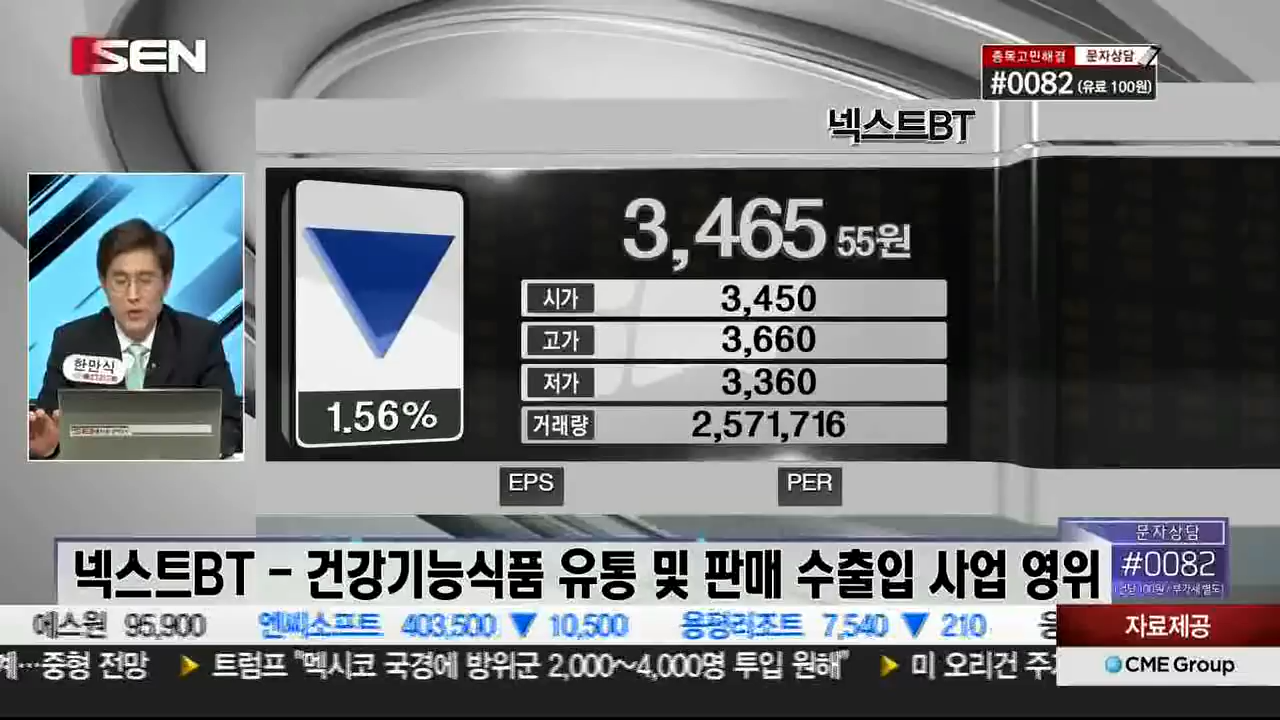 SEN
종목고민해결 문자상담
#0082 (유료 100원)
넥스트BT
3,465 55원
시가 3,450
고가 3,660
저가 3,360
거래량 2,571,716
1.56%
한만식
EPS PER
넥스트BT - 건강기능식품 유통 및 판매 수출입 사업 영위
문자상담
#0082
에스원 95,900 엔씨소프트 403,500 ▼ 10,500 용평리조트 7,540 ▼ 210
자료제공
…중형 전망 ▶ 트럼프 “멕시코 국경에 방위군 2,000~4,000명 투입 원해” ▶ 미 오리건 주
CME Group